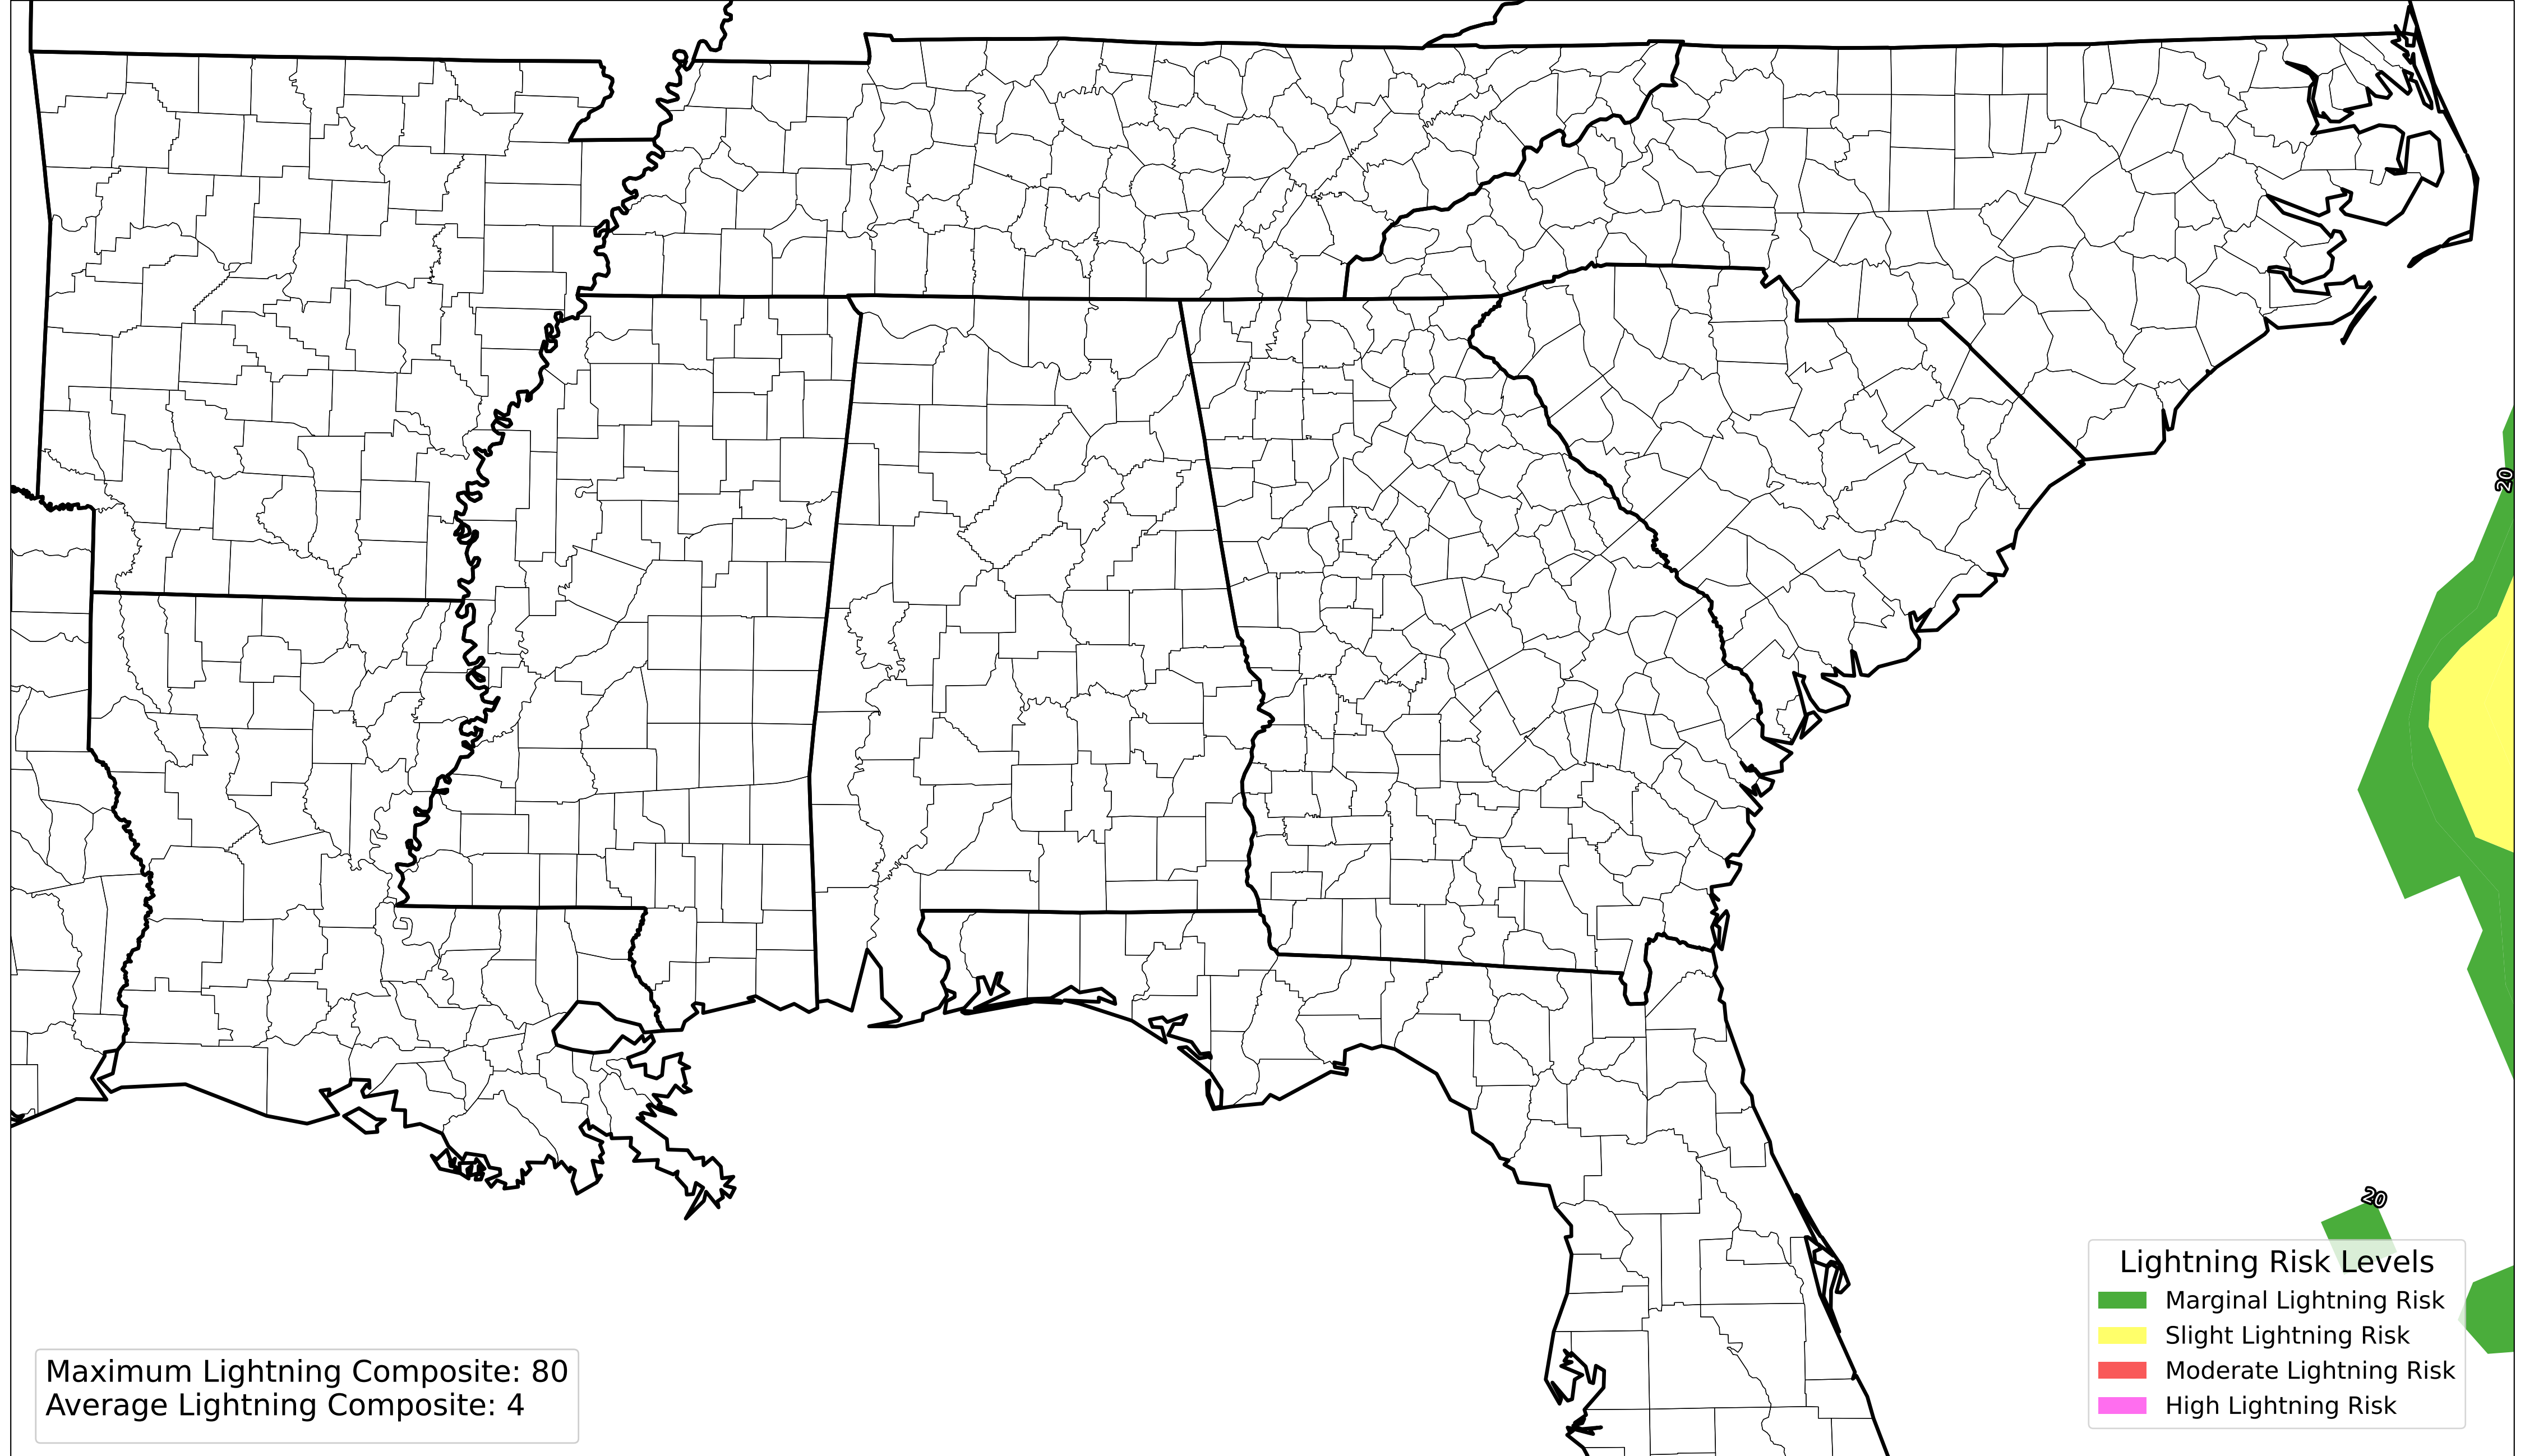 20
20
Lightning Risk Levels
Marginal Lightning Risk
Slight Lightning Risk
Moderate Lightning Risk
High Lightning Risk
Maximum Lightning Composite: 80
Average Lightning Composite: 4